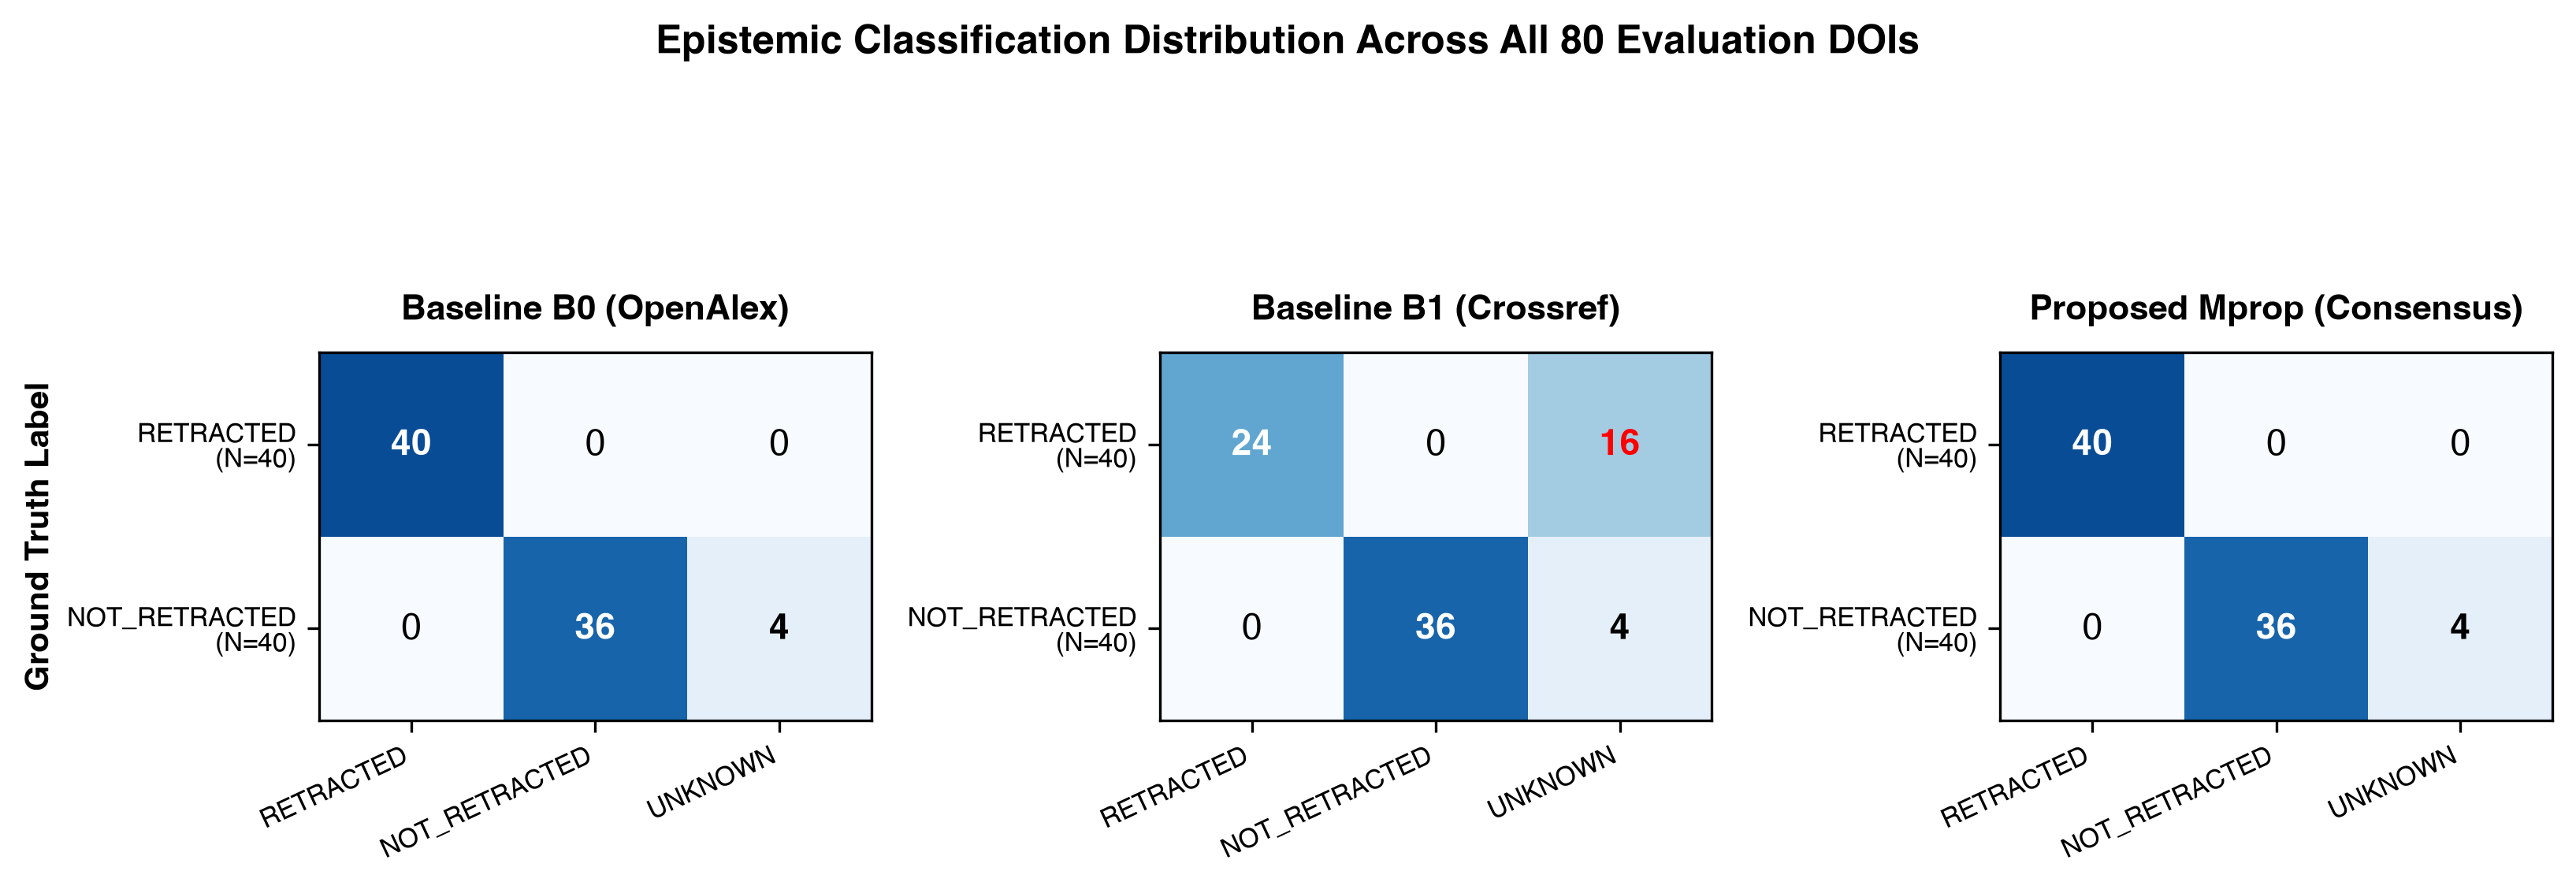 Epistemic Classification Distribution Across All 80 Evaluation DOIs
Ground Truth Label
Baseline B0 (OpenAlex)
RETRACTED
(N=40)
40
0
0
NOT_RETRACTED
(N=40)
0
36
4
RETRACTED
NOT_RETRACTED
UNKNOWN
Baseline B1 (Crossref)
RETRACTED
(N=40)
24
0
16
NOT_RETRACTED
(N=40)
0
36
4
RETRACTED
NOT_RETRACTED
UNKNOWN
Proposed Mprop (Consensus)
RETRACTED
(N=40)
40
0
0
NOT_RETRACTED
(N=40)
0
36
4
RETRACTED
NOT_RETRACTED
UNKNOWN